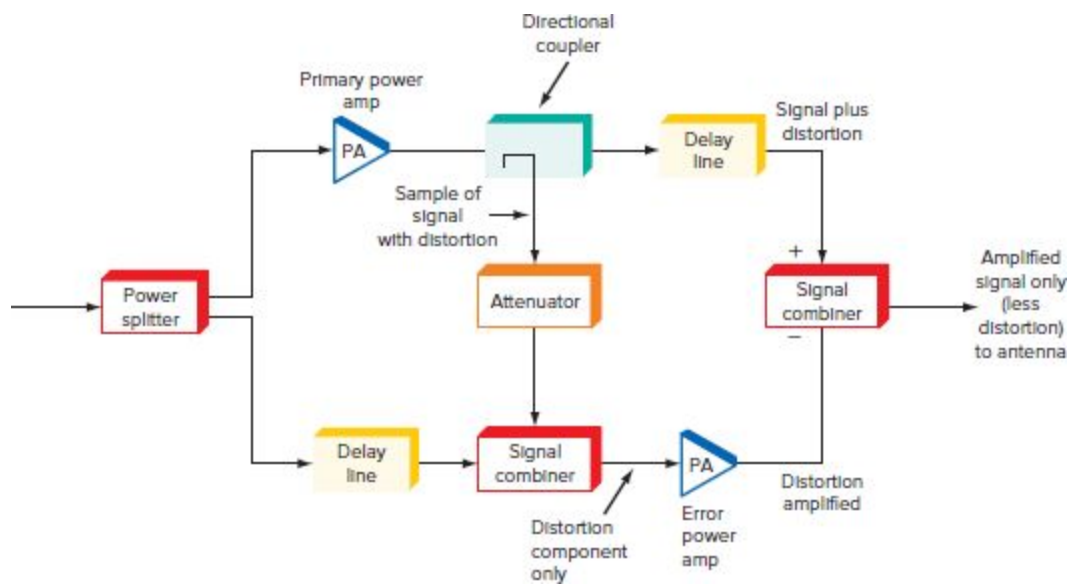 Directional
coupler
Primary power
amp
PA
Delay
line
Signal plus
distortion
Sample of
signal
with distortion
Power
splitter
Attenuator
+
Signal
combiner
−
Amplified
signal only
(less
distortion)
to antenna
Delay
line
Signal
combiner
PA
Distortion
amplified
Distortion
component
only
Error
power
amp